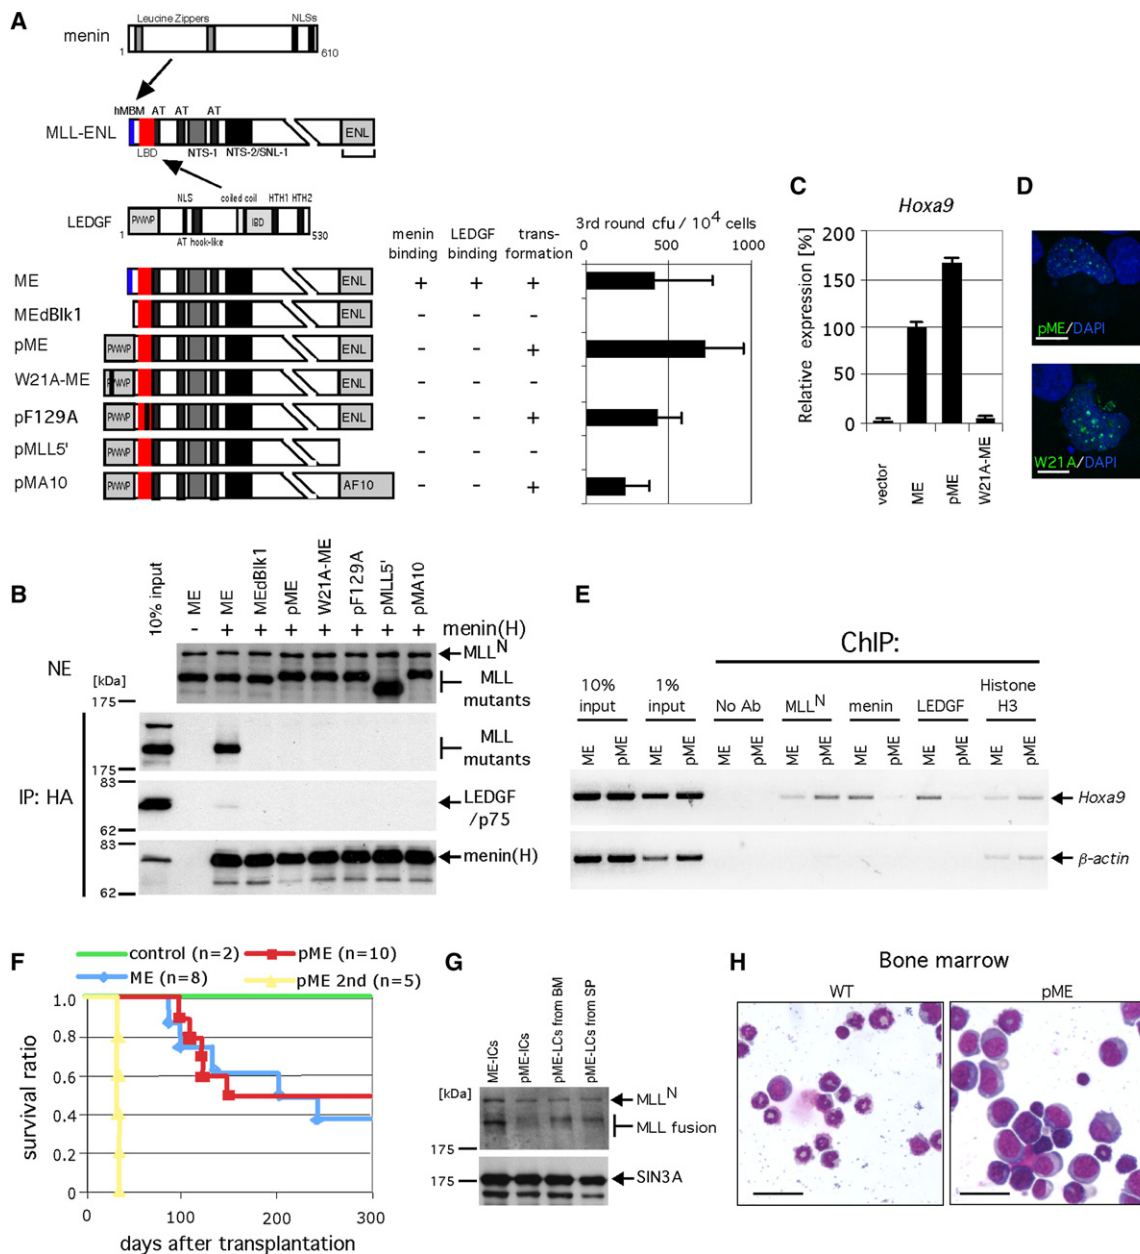 A
Leucine Zippers
NLSs
menin
1
610
hMBM AT AT AT
MLL-ENL
ENL
LBD
NTS-1
NTS-2/SNL-1
NLS
coiled coil
HTH1 HTH2
LEDGF
PWWP
IBD
1
530
AT hook-like
menin binding
LEDGF binding
trans-formation
3rd round cfu / 10^4 cells
0 500 1000
ME ENL + + +
MEdBlk1 ENL - - -
pME PWWP ENL - - +
W21A-ME PWWP ENL - - -
pF129A PWWP ENL - - +
pMLL5' PWWP - - -
pMA10 PWWP AF10 - - +
C
Hoxa9
Relative expression [%]
200
150
100
50
0
vector
ME
pME
W21A-ME
D
pME/DAPI
W21A/DAPI
B
10% input
ME
ME
MEdBlk1
pME
W21A-ME
pF129A
pMLL5'
pMA10
- + + + + + + + menin(H)
NE
MLL^N
[kDa]
MLL mutants
175
IP: HA
MLL mutants
175
83
LEDGF /p75
62
83
menin(H)
62
E
ChIP:
10% input
1% input
No Ab
MLL^N
menin
LEDGF
Histone H3
ME pME ME pME ME pME ME pME ME pME ME pME ME pME
Hoxa9
β-actin
F
control (n=2)
pME (n=10)
ME (n=8)
pME 2nd (n=5)
survival ratio
1.0
0.8
0.6
0.4
0.2
0
0 100 200 300
days after transplantation
G
ME-ICs
pME-ICs
pME-LCs from BM
pME-LCs from SP
[kDa]
MLL^N
MLL fusion
175
175
SIN3A
H
Bone marrow
WT
pME